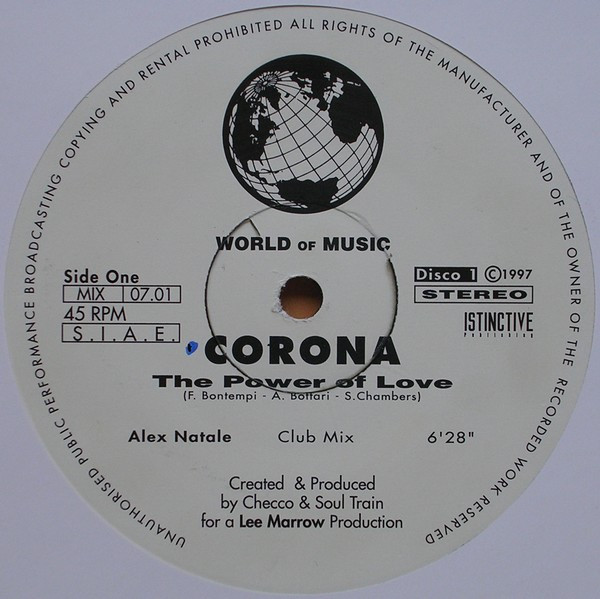 UNAUTHORISED PUBLIC PERFORMANCE BROADCASTING COPYING AND RENTAL PROHIBITED ALL RIGHTS OF THE MANUFACTURER AND OF THE OWNER OF THE RECORDED WORK RESERVED
WORLD OF MUSIC
Side One
MIX 07.01
45 RPM
S.I.A.E.
Disco 1 ©1997
STEREO
ISTINCTIVE
Publishing
CORONA
The Power of Love
(F. Bontempi - A. Bottari - S.Chambers)
Alex Natale Club Mix 6'28"
Created & Produced
by Checco & Soul Train
for a Lee Marrow Production